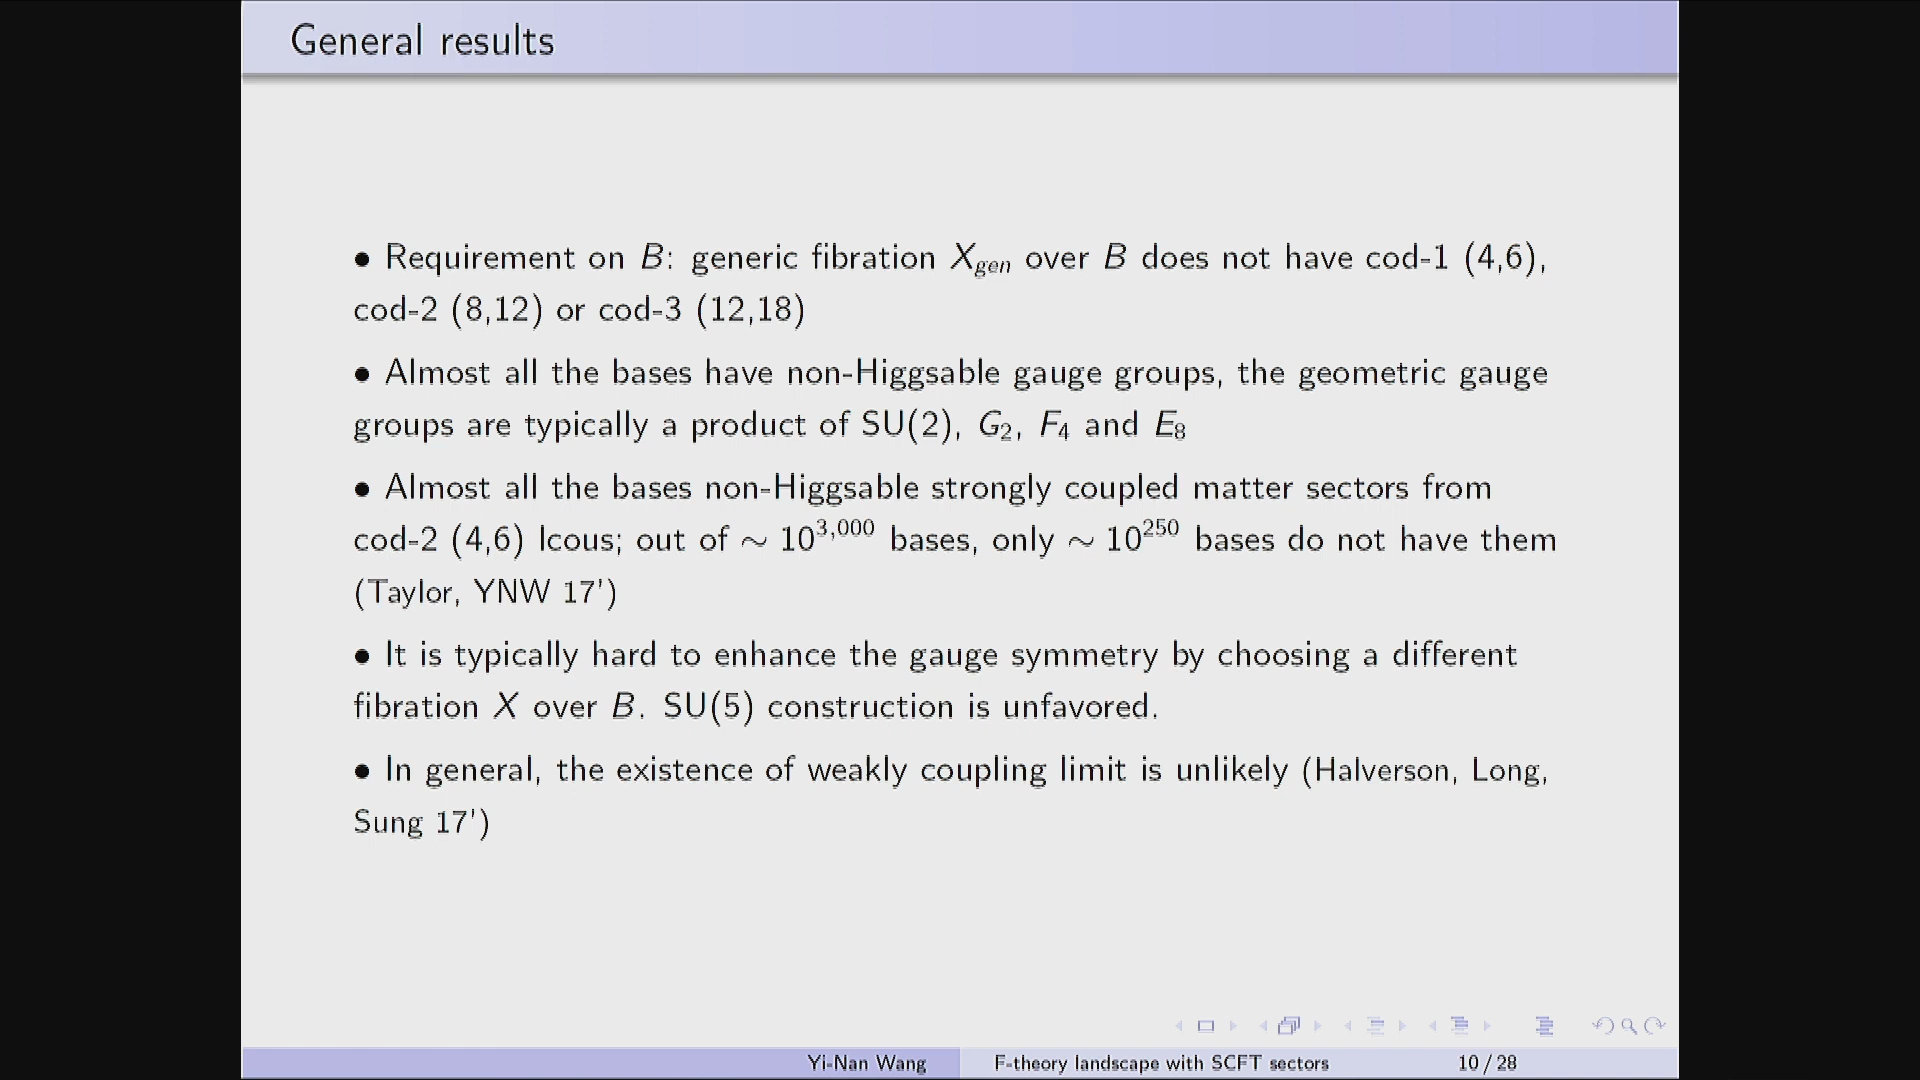 General results
• Requirement on B: generic fibration X_gen over B does not have cod-1 (4,6),
cod-2 (8,12) or cod-3 (12,18)
• Almost all the bases have non-Higgsable gauge groups, the geometric gauge
groups are typically a product of SU(2), G₂, F₄ and E₈
• Almost all the bases non-Higgsable strongly coupled matter sectors from
cod-2 (4,6) lcous; out of ∼ 10^3,000 bases, only ∼ 10^250 bases do not have them
(Taylor, YNW 17')
• It is typically hard to enhance the gauge symmetry by choosing a different
fibration X over B. SU(5) construction is unfavored.
• In general, the existence of weakly coupling limit is unlikely (Halverson, Long,
Sung 17')
Yi-Nan Wang F-theory landscape with SCFT sectors 10 / 28